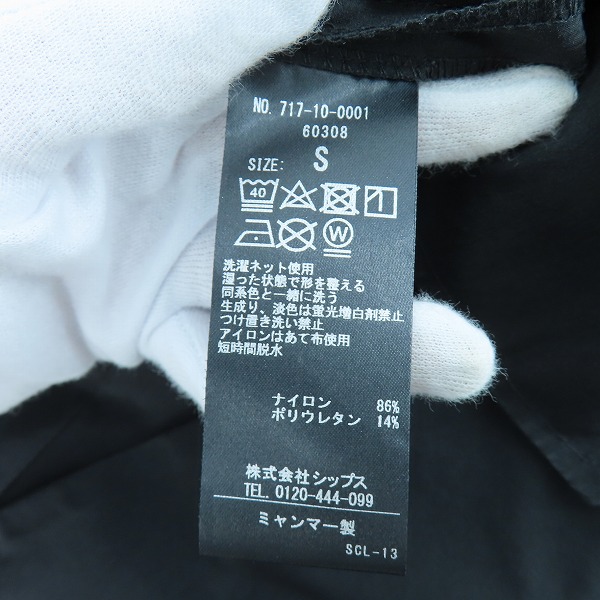 NO. 717-10-0001
60308
SIZE: S
40
W
洗濯ネット使用
湿った状態で形を整える
同系色と一緒に洗う
生成り、淡色は蛍光増白剤禁止
つけ置き洗い禁止
アイロンはあて布使用
短時間脱水
ナイロン 86%
ポリウレタン 14%
株式会社シップス
TEL. 0120-444-099
ミャンマー製
SCL-13